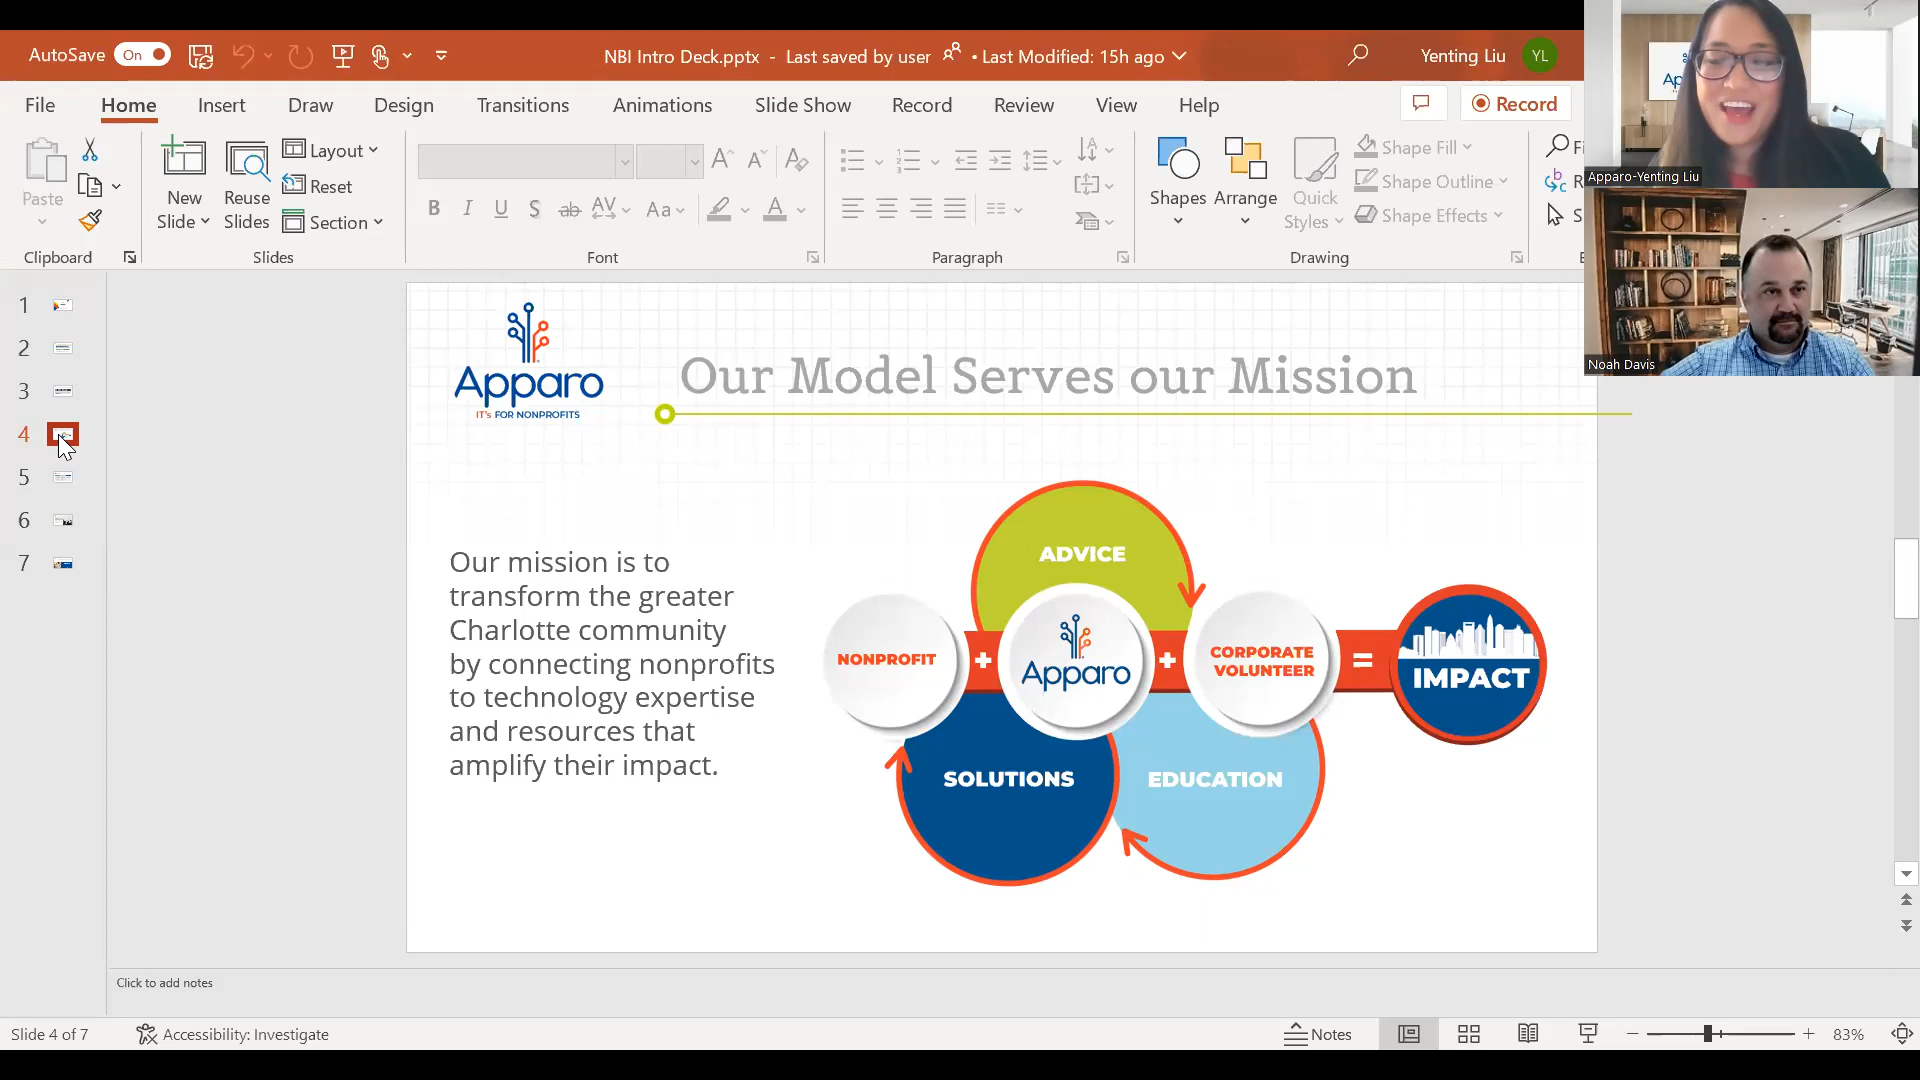 AutoSave On
NBI Intro Deck.pptx - Last saved by user • Last Modified: 15h ago
Yenting Liu YL
File Home Insert Draw Design Transitions Animations Slide Show Record Review View Help
Record
Paste
New
Slide
Reuse
Slides
Layout
Reset
Section
B I U S ab AV Aa A
Shapes Arrange Quick
Styles
Shape Fill
Shape Outline
Shape Effects
Clipboard Slides Font Paragraph Drawing
Apparo-Yenting Liu
Noah Davis
1
2
3
4
5
6
7
Apparo
IT's FOR NONPROFITS
Our Model Serves our Mission
Our mission is to
transform the greater
Charlotte community
by connecting nonprofits
to technology expertise
and resources that
amplify their impact.
ADVICE
NONPROFIT + Apparo + CORPORATE
VOLUNTEER = IMPACT
SOLUTIONS EDUCATION
Click to add notes
Slide 4 of 7 Accessibility: Investigate Notes 83%